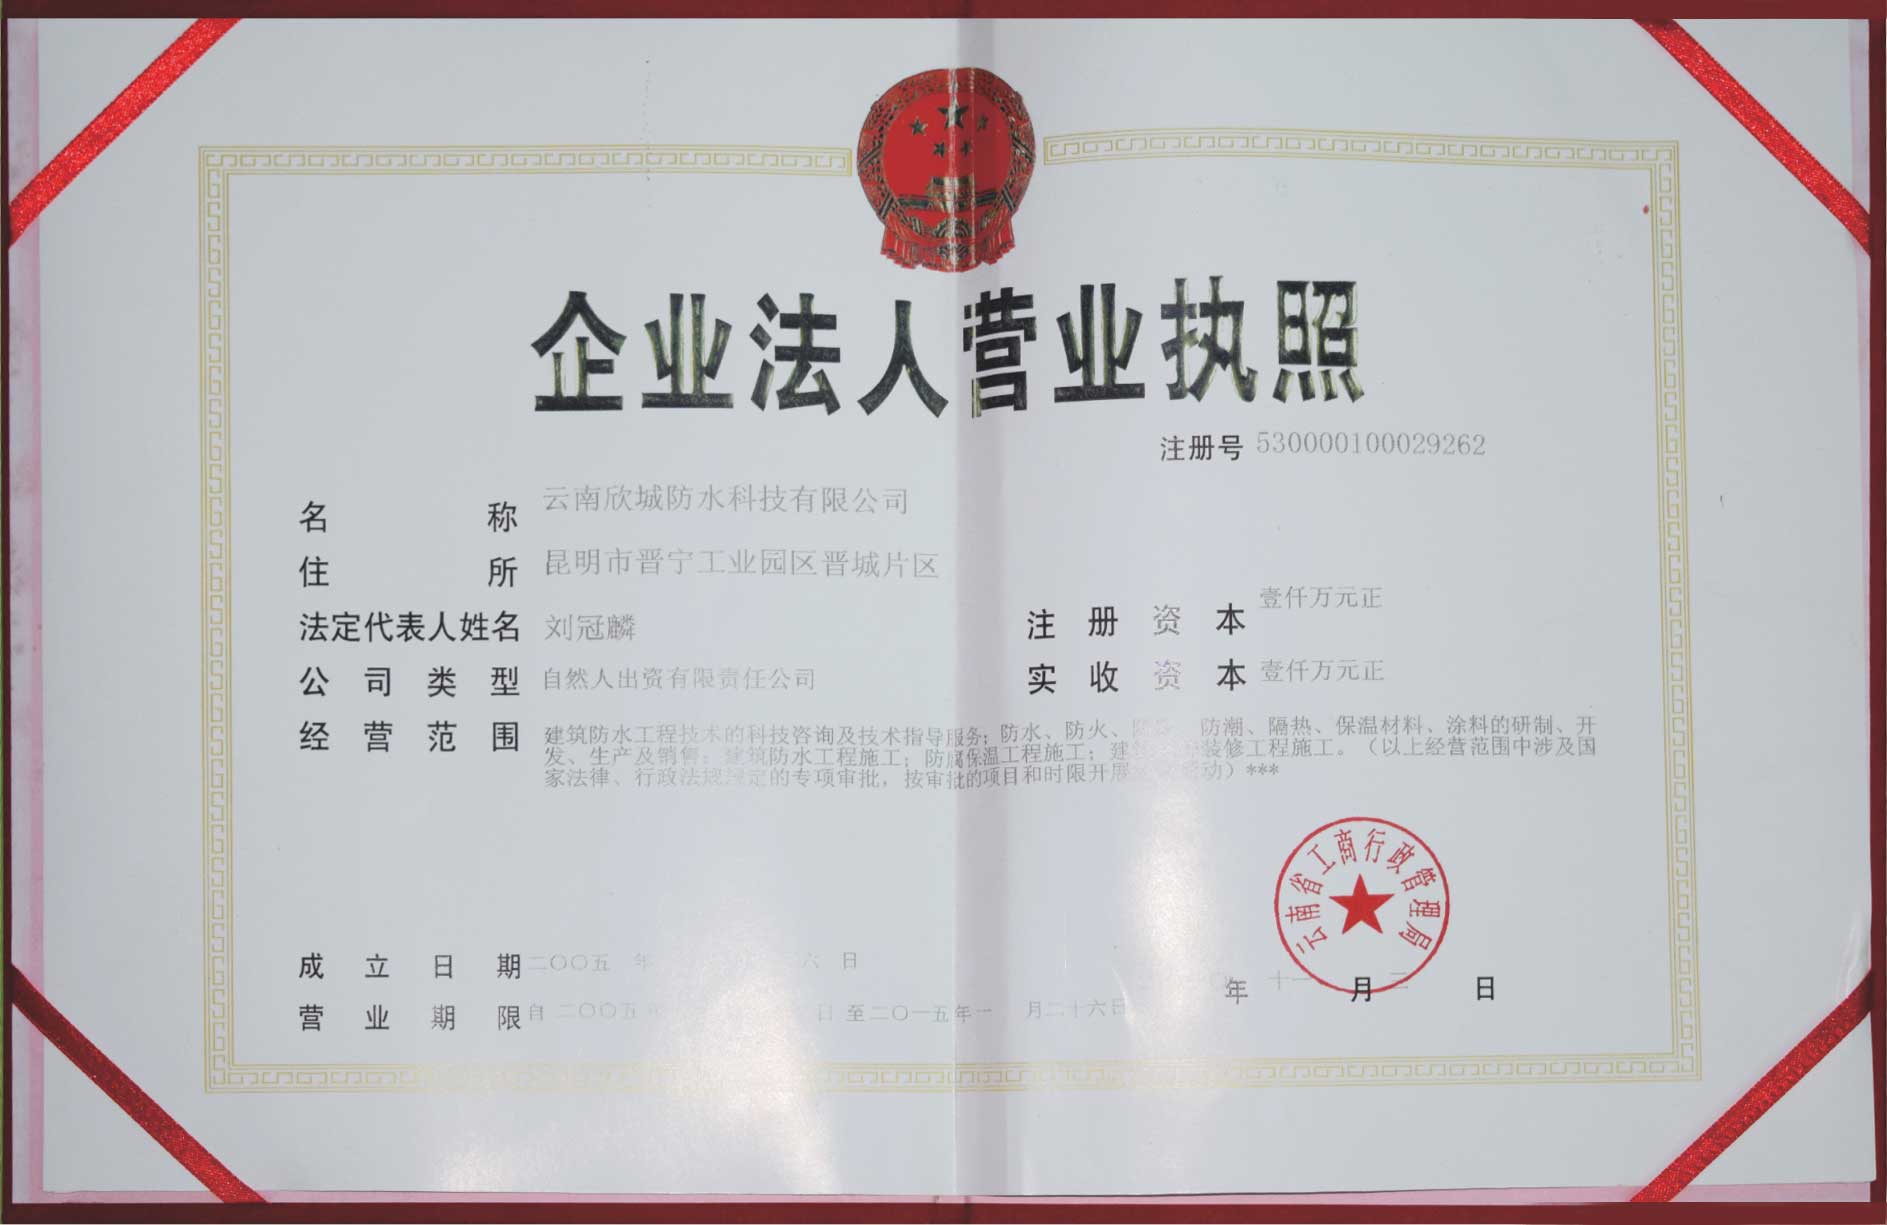 企业法人营业执照
注册号 530000100029262
名称 云南欣城防水科技有限公司
住所 昆明市晋宁工业园区晋城片区
法定代表人姓名 刘冠麟
注册资本 壹仟万元正
公司类型 自然人出资有限责任公司
实收资本 壹仟万元正
经营范围 建筑防水工程技术的科技咨询及技术指导服务；防水、防火、 防潮、隔热、保温材料、涂料的研制、开
发、生产及销售；建筑防水工程施工；防腐保温工程施工；建 装修工程施工。（以上经营范围中涉及国
家法律、行政法规规定的专项审批，按审批的项目和时限开展 动）***
云南省工商行政管理局
成立日期 二〇〇五 年 六 日
年 十一 月 二 日
营业期限 自 二〇〇五年 日 至二〇一五年一 月二十六日